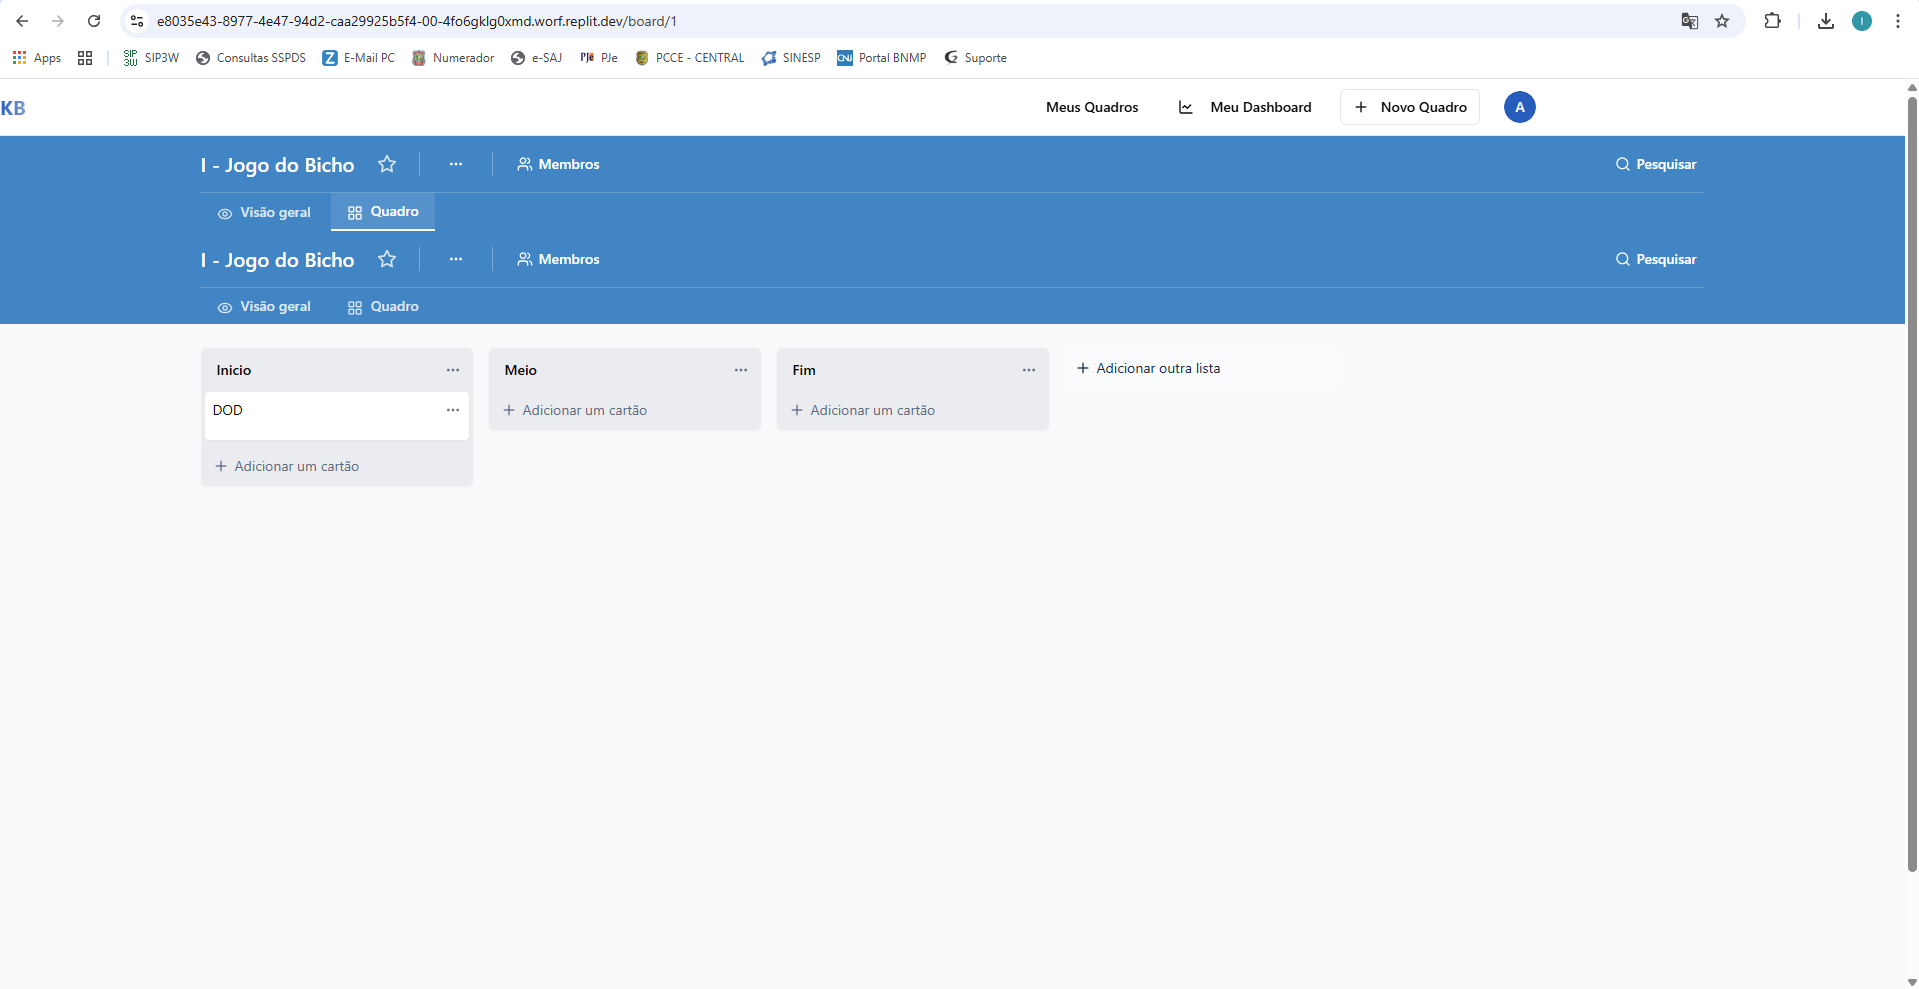 e8035e43-8977-4e47-94d2-caa29925b5f4-00-4fo6gklg0xmd.worf.replit.dev/board/1
I
Apps SIP3W Consultas SSPDS E-Mail PC Numerador e-SAJ PJe PJe PCCE - CENTRAL CNJ SINESP Portal BNMP Suporte
KB Meus Quadros Meu Dashboard + Novo Quadro A
I - Jogo do Bicho ... Membros Pesquisar
Visão geral Quadro
I - Jogo do Bicho ... Membros Pesquisar
Visão geral Quadro
Inicio ... Meio ... Fim ... + Adicionar outra lista
DOD ... + Adicionar um cartão + Adicionar um cartão
+ Adicionar um cartão